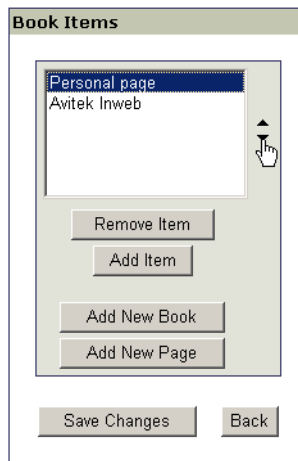 Book Items
Personal page
Avitek Inweb
Remove Item
Add Item
Add New Book
Add New Page
Save Changes Back